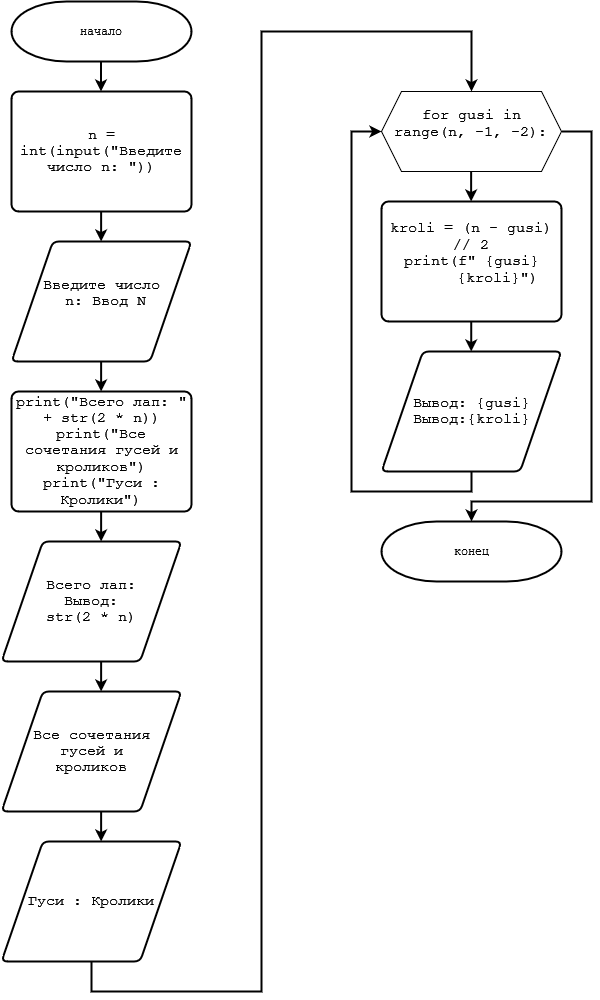 начало
n =
int(input("Введите
число n: "))
Введите число
n: Ввод N
print("Всего лап: "
+ str(2 * n))
print("Все
сочетания гусей и
кроликов")
print("Гуси :
Кролики")
Всего лап:
Вывод:
str(2 * n)
Все сочетания
гусей и
кроликов
Гуси : Кролики
for gusi in
range(n, -1, -2):
kroli = (n - gusi)
// 2
print(f" {gusi}
{kroli}")
Вывод: {gusi}
Вывод:{kroli}
конец